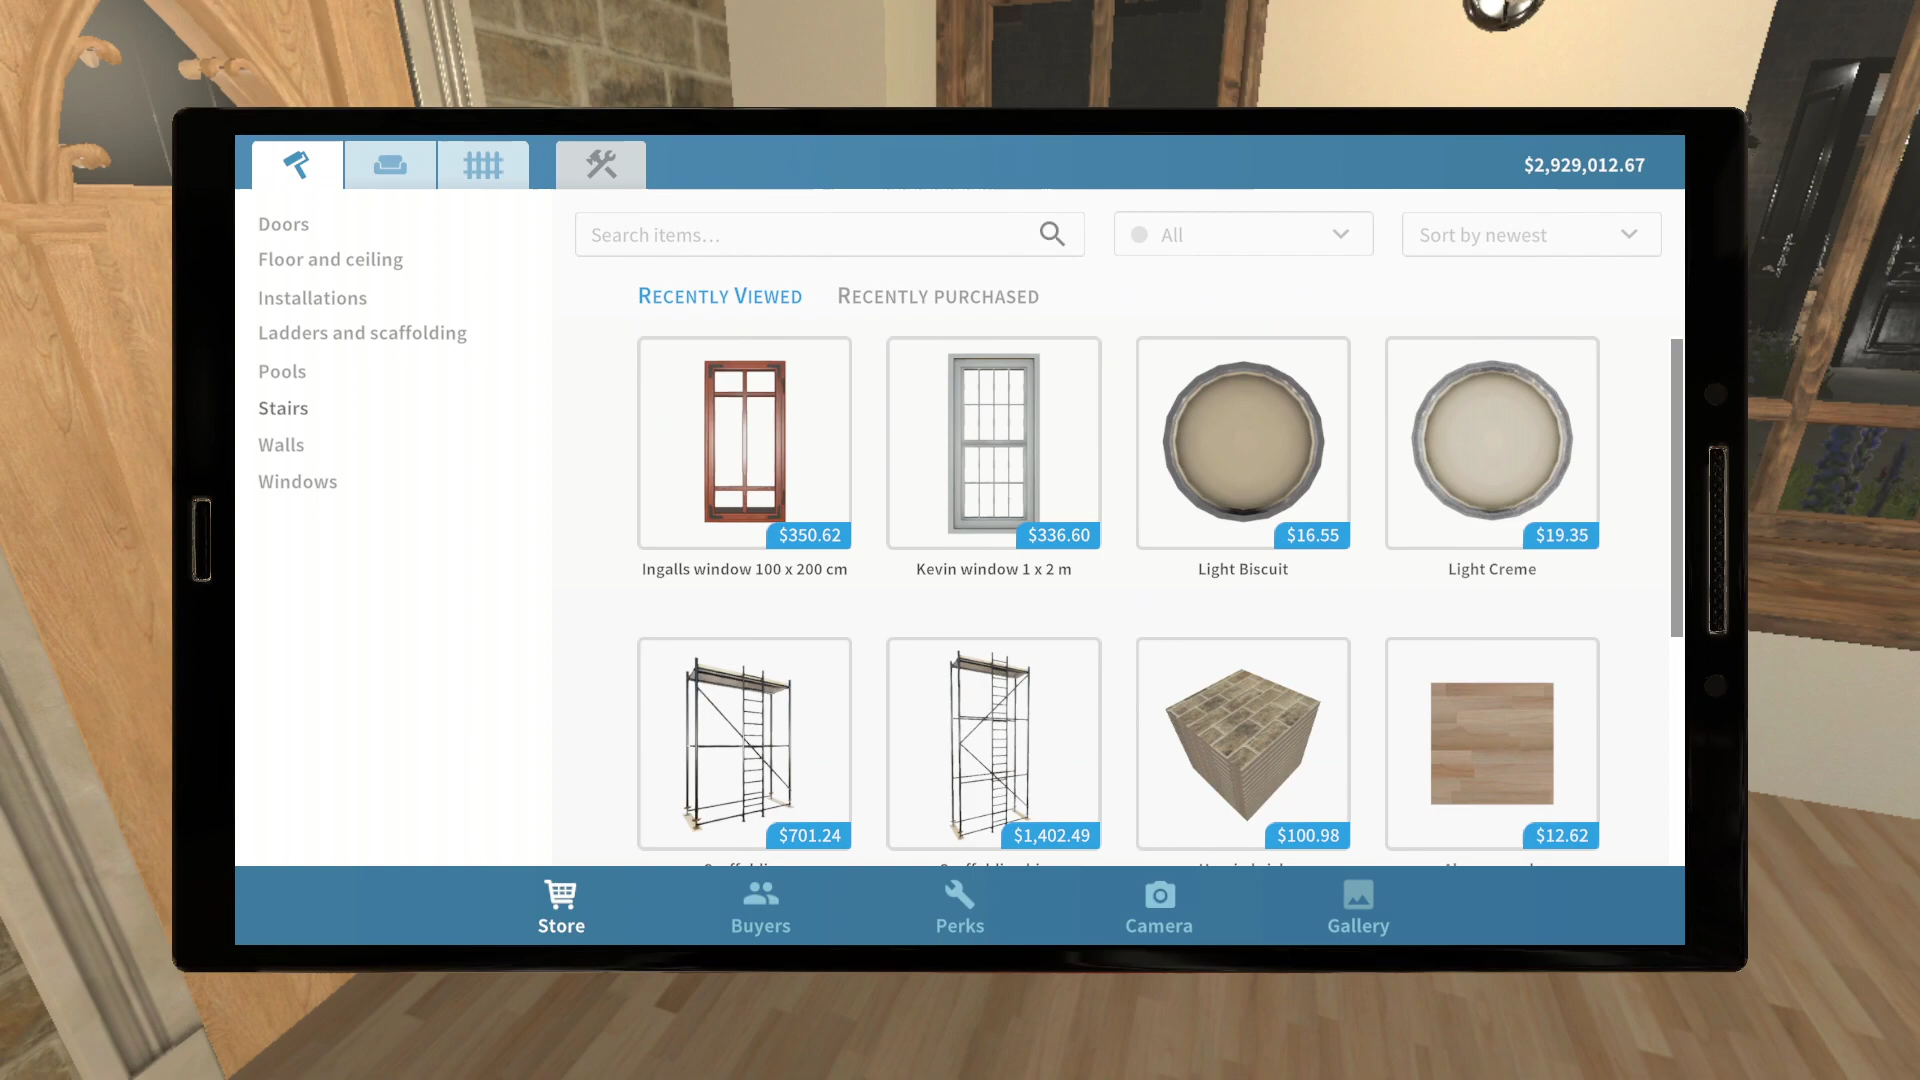 $2,929,012.67
Doors
Floor and ceiling
Installations
Ladders and scaffolding
Pools
Stairs
Walls
Windows
Search items...
All
Sort by newest
RECENTLY VIEWED
RECENTLY PURCHASED
$350.62
$336.60
$16.55
$19.35
Ingalls window 100 x 200 cm
Kevin window 1 x 2 m
Light Biscuit
Light Creme
$701.24
$1,402.49
$100.98
$12.62
Store
Buyers
Perks
Camera
Gallery